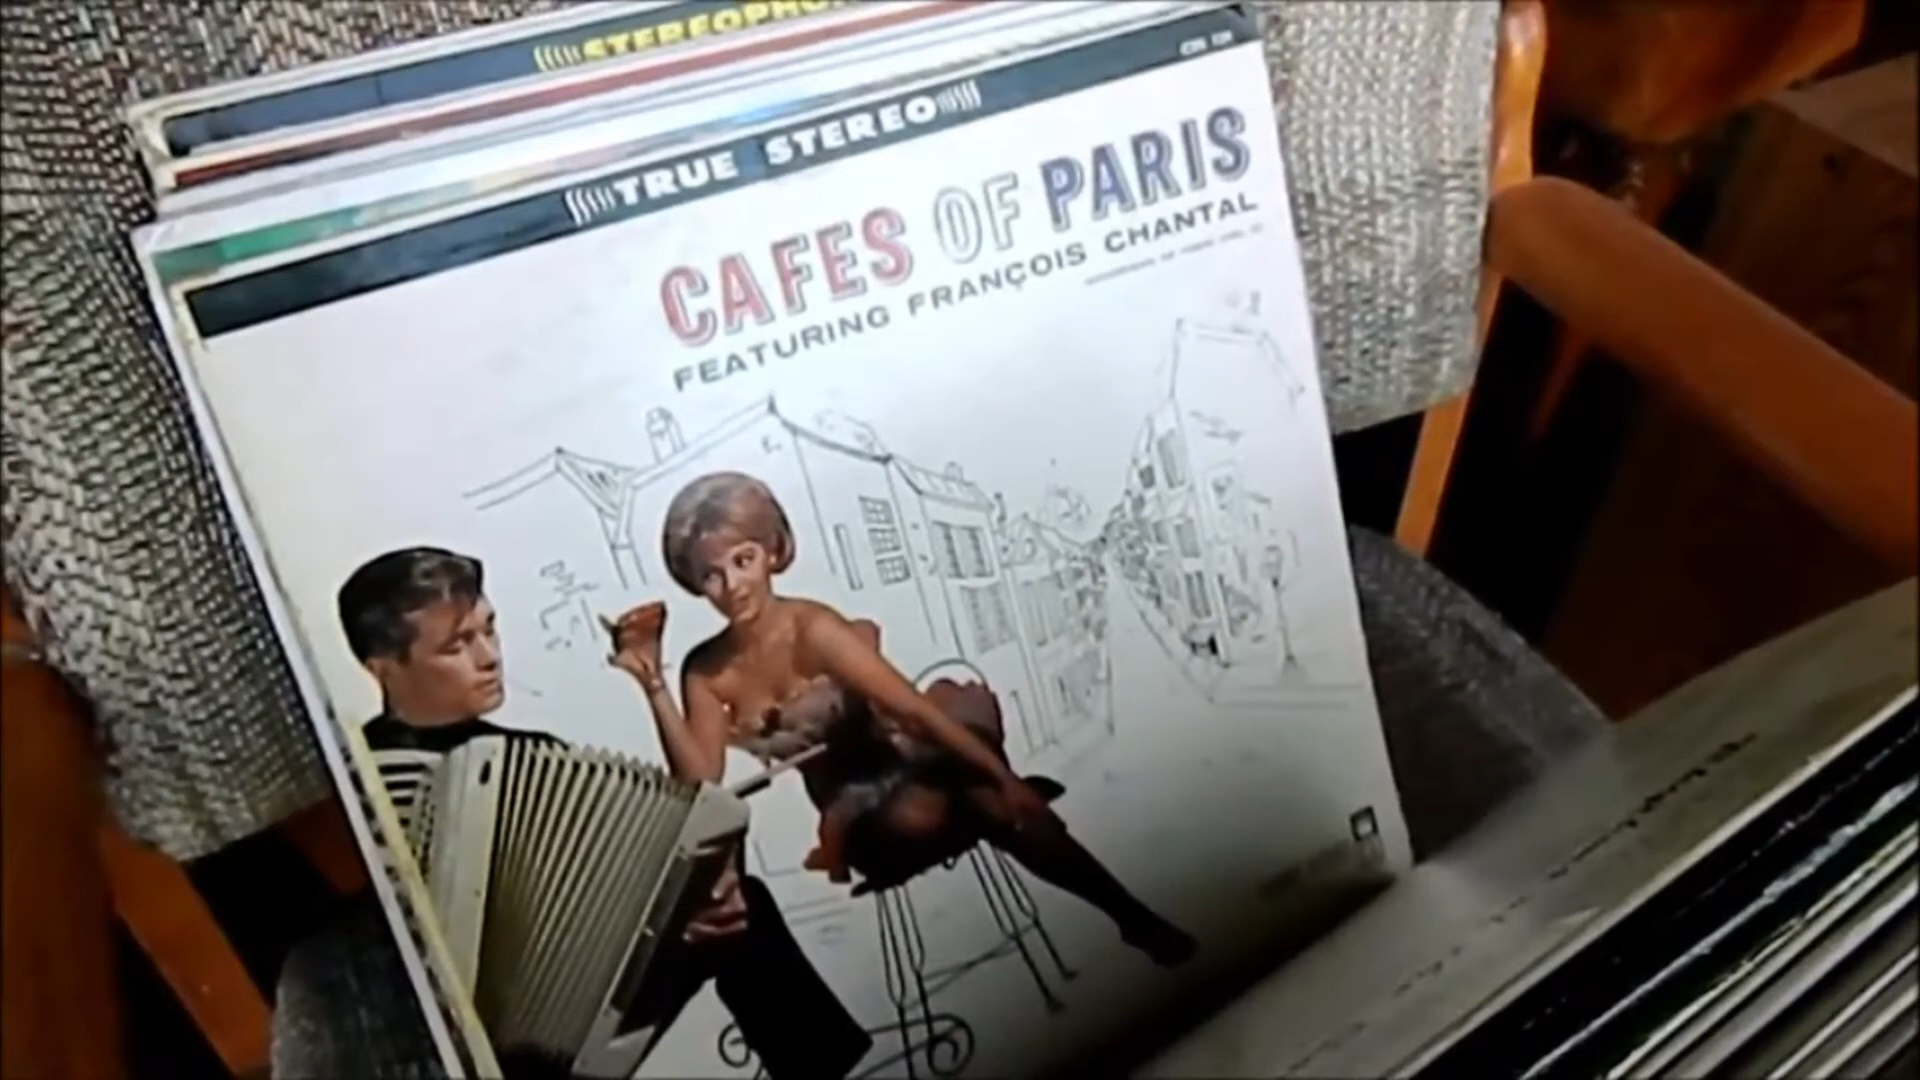 STEREOPHO
TRUE STEREO
CAFES OF PARIS
FEATURING FRANÇOIS CHANTAL